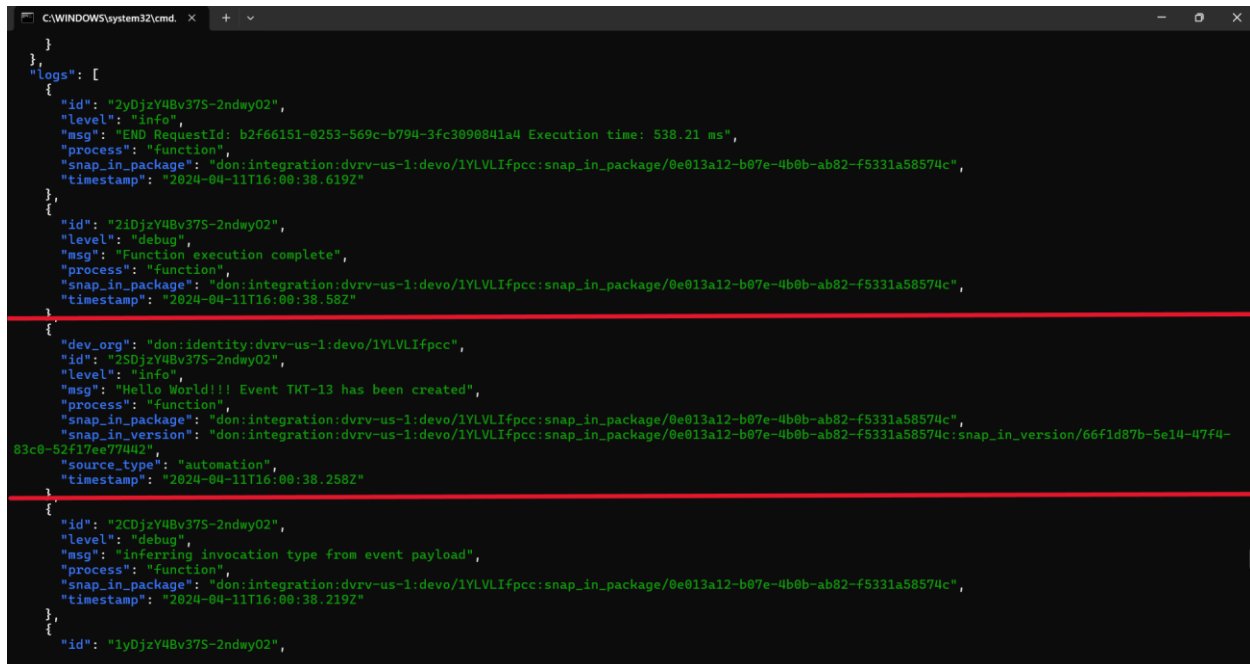 C:\WINDOWS\system32\cmd.
}
},
"logs": [
{
"id": "2yDjzY4Bv37S-2ndwyO2",
"level": "info",
"msg": "END RequestId: b2f66151-0253-569c-b794-3fc3090841a4 Execution time: 538.21 ms",
"process": "function",
"snap_in_package": "don:integration:dvrv-us-1:devo/1YLVLIfpcc:snap_in_package/0e013a12-b07e-4b0b-ab82-f5331a58574c",
"timestamp": "2024-04-11T16:00:38.619Z"
},
{
"id": "2iDjzY4Bv37S-2ndwyO2",
"level": "debug",
"msg": "Function execution complete",
"process": "function",
"snap_in_package": "don:integration:dvrv-us-1:devo/1YLVLIfpcc:snap_in_package/0e013a12-b07e-4b0b-ab82-f5331a58574c",
"timestamp": "2024-04-11T16:00:38.58Z"
},
{
"dev_org": "don:identity:dvrv-us-1:devo/1YLVLIfpcc",
"id": "2SDjzY4Bv37S-2ndwyO2",
"level": "info",
"msg": "Hello World!!! Event TKT-13 has been created",
"process": "function",
"snap_in_package": "don:integration:dvrv-us-1:devo/1YLVLIfpcc:snap_in_package/0e013a12-b07e-4b0b-ab82-f5331a58574c",
"snap_in_version": "don:integration:dvrv-us-1:devo/1YLVLIfpcc:snap_in_package/0e013a12-b07e-4b0b-ab82-f5331a58574c:snap_in_version/66f1d87b-5e14-47f4-
83c0-52f17ee77442",
"source_type": "automation",
"timestamp": "2024-04-11T16:00:38.258Z"
},
{
"id": "2CDjzY4Bv37S-2ndwyO2",
"level": "debug",
"msg": "inferring invocation type from event payload",
"process": "function",
"snap_in_package": "don:integration:dvrv-us-1:devo/1YLVLIfpcc:snap_in_package/0e013a12-b07e-4b0b-ab82-f5331a58574c",
"timestamp": "2024-04-11T16:00:38.219Z"
},
{
"id": "1yDjzY4Bv37S-2ndwyO2",